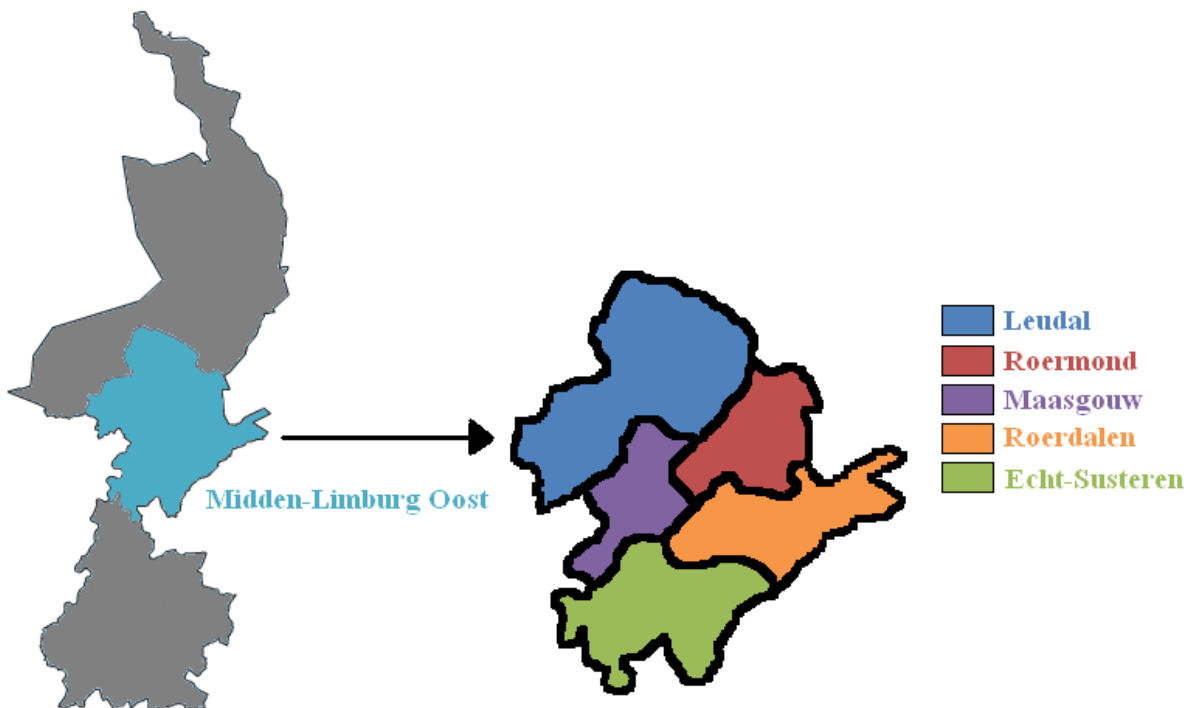 Leudal
Roermond
Maasgouw
Roerdalen
Echt-Susteren
Midden-Limburg Oost